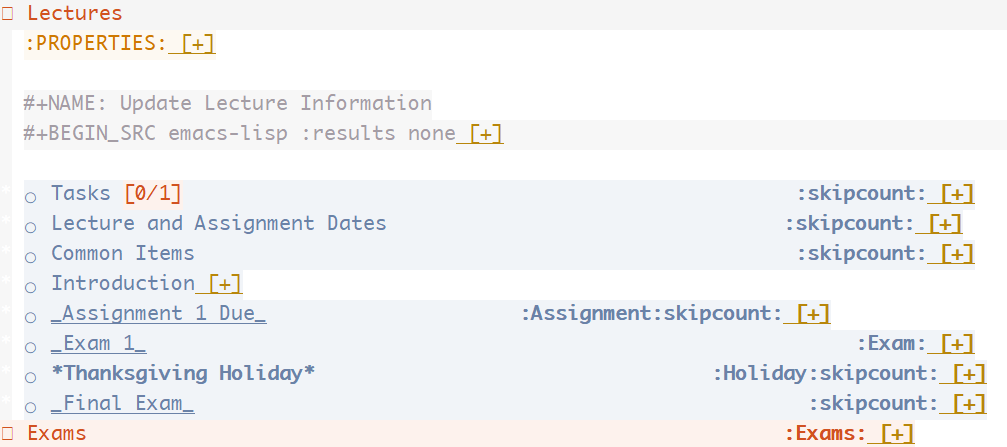 Lectures
:PROPERTIES: [+]
#+NAME: Update Lecture Information
#+BEGIN_SRC emacs-lisp :results none [+]
Tasks [0/1] :skipcount: [+]
Lecture and Assignment Dates :skipcount: [+]
Common Items :skipcount: [+]
Introduction [+]
_Assignment 1 Due_ :Assignment:skipcount: [+]
_Exam 1_ :Exam: [+]
*Thanksgiving Holiday* :Holiday:skipcount: [+]
_Final Exam_ :skipcount: [+]
Exams :Exams: [+]